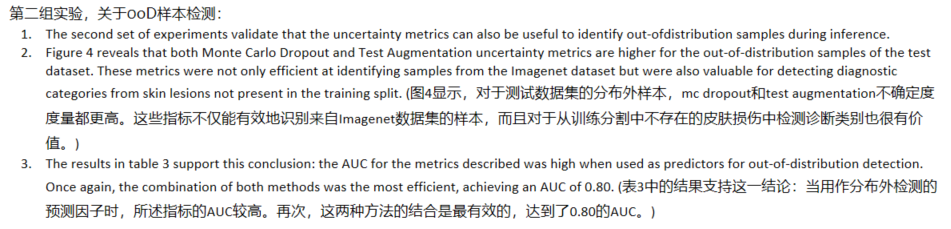 第二组实验，关于OoD样本检测：
1. The second set of experiments validate that the uncertainty metrics can also be useful to identify out-ofdistribution samples during inference.
2. Figure 4 reveals that both Monte Carlo Dropout and Test Augmentation uncertainty metrics are higher for the out-of-distribution samples of the test
dataset. These metrics were not only efficient at identifying samples from the Imagenet dataset but were also valuable for detecting diagnostic
categories from skin lesions not present in the training split. (图4显示，对于测试数据集的分布外样本，mc dropout和test augmentation不确定度
度量都更高。这些指标不仅能有效地识别来自Imagenet数据集的样本，而且对于从训练分割中不存在的皮肤损伤中检测诊断类别也很有价
值。)
3. The results in table 3 support this conclusion: the AUC for the metrics described was high when used as predictors for out-of-distribution detection.
Once again, the combination of both methods was the most efficient, achieving an AUC of 0.80. (表3中的结果支持这一结论：当用作分布外检测的
预测因子时，所述指标的AUC较高。再次，这两种方法的结合是最有效的，达到了0.80的AUC。)